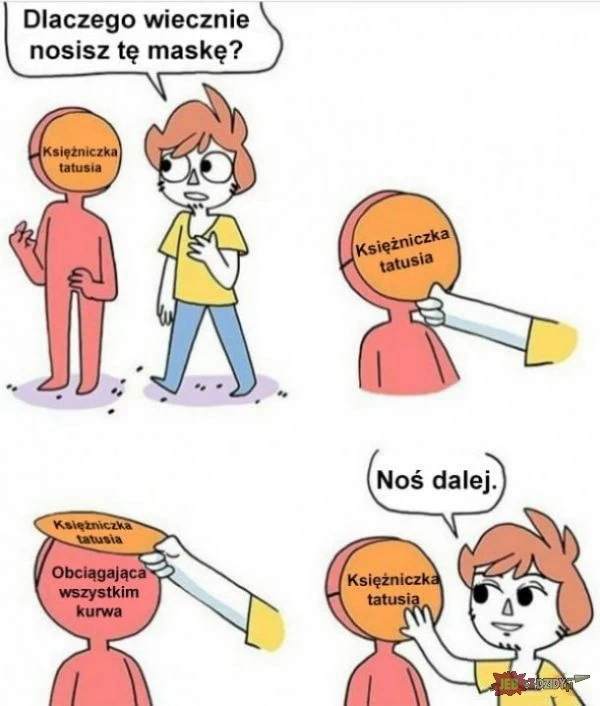 Dlaczego wiecznie
nosisz tę maskę?
Księżniczka
tatusia
Księżniczka
tatusia
Księżniczka
tatusia
Obciągająca
wszystkim
kurwa
Noś dalej.
Księżniczka
tatusia